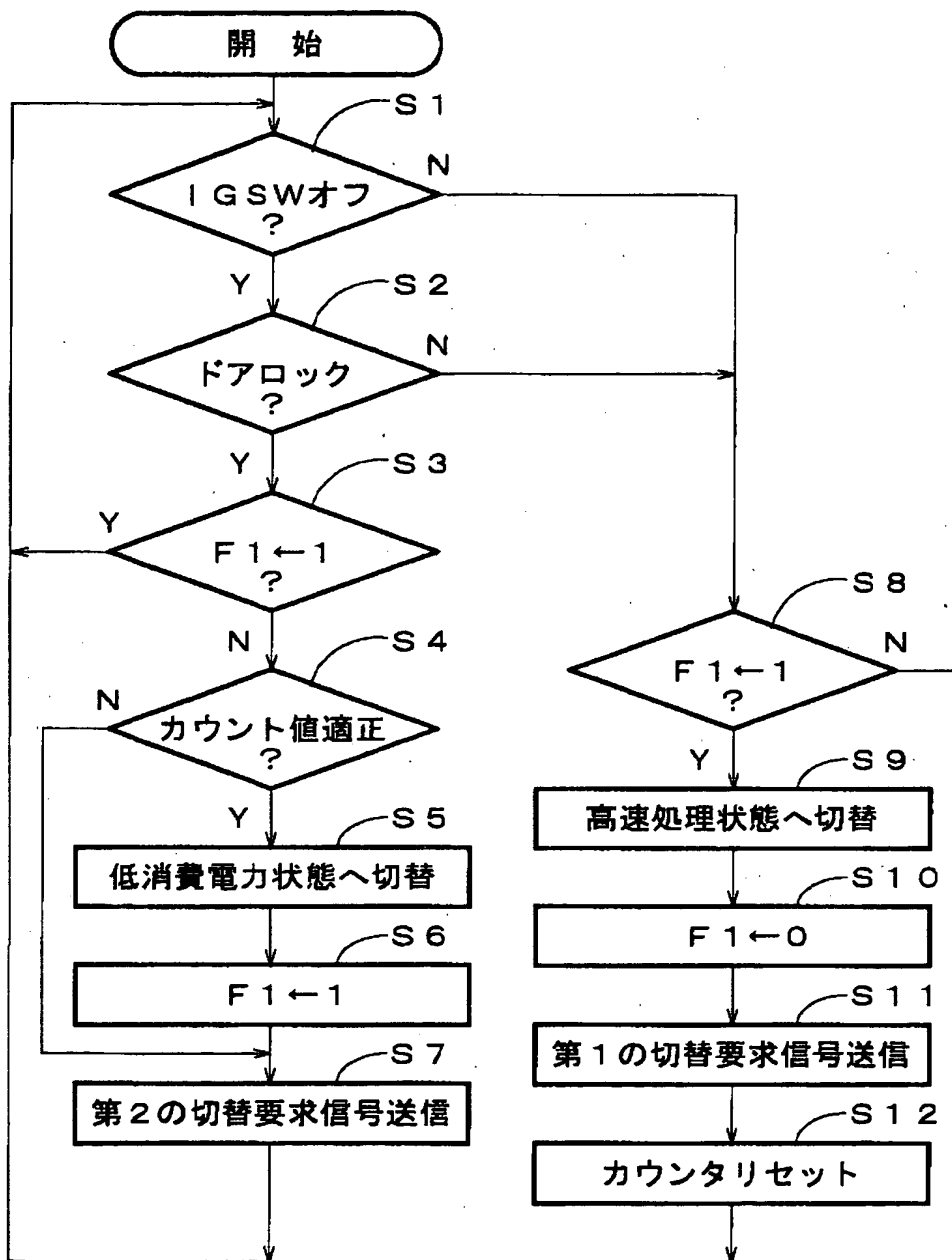 開 始
S1
IGSWオフ
?
N
Y
S2
ドアロック
?
N
Y
S3
F1←1
?
Y
N
S4
カウント値適正
?
N
Y
S5
低消費電力状態へ切替
S6
F1←1
S7
第2の切替要求信号送信
S8
F1←1
?
N
Y
S9
高速処理状態へ切替
S10
F1←0
S11
第1の切替要求信号送信
S12
カウンタリセット